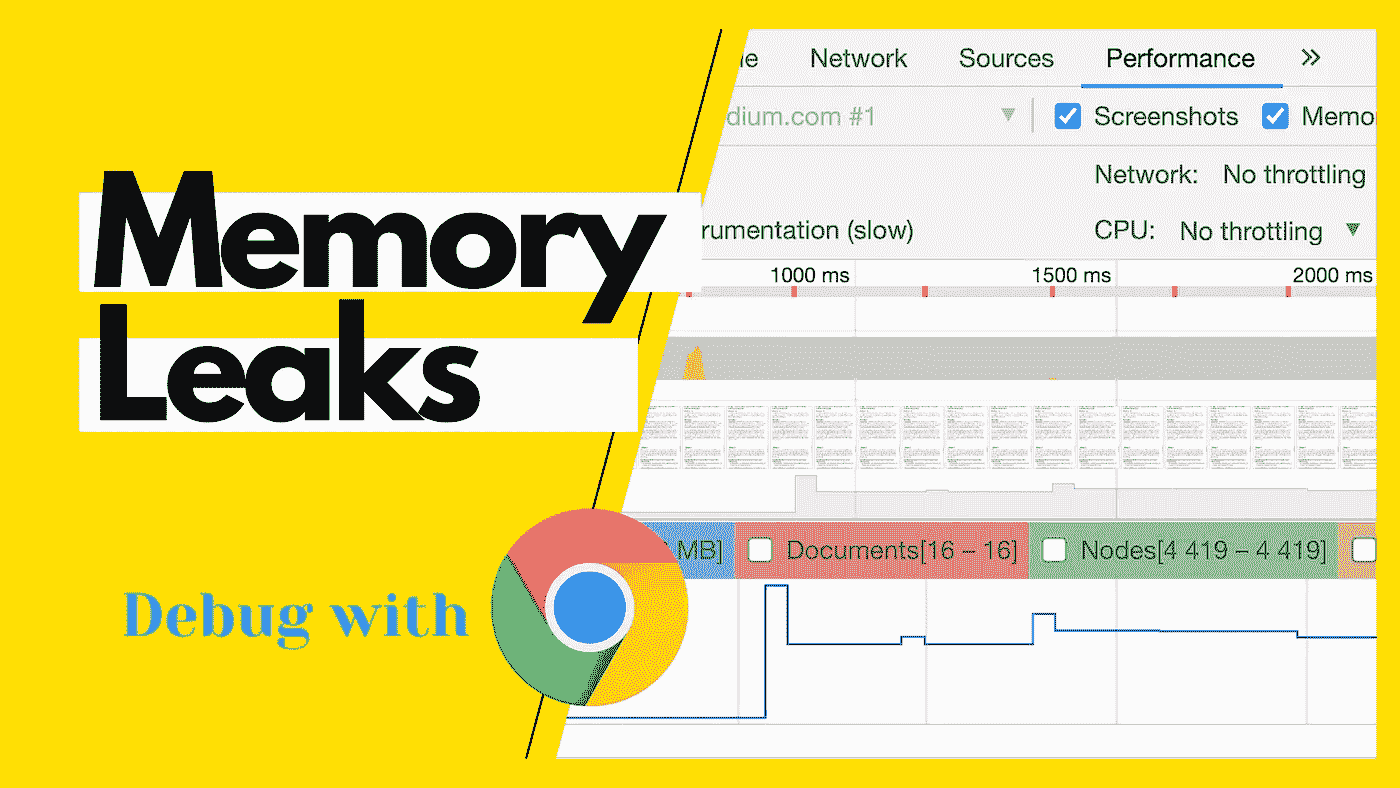 Memory
Leaks
Debug with
Network Sources Performance
dium.com #1 Screenshots Memo
Network: No throttling
rumentation (slow) CPU: No throttling
1000 ms 1500 ms 2000 ms
MB] Documents[16 – 16] Nodes[4 419 – 4 419]